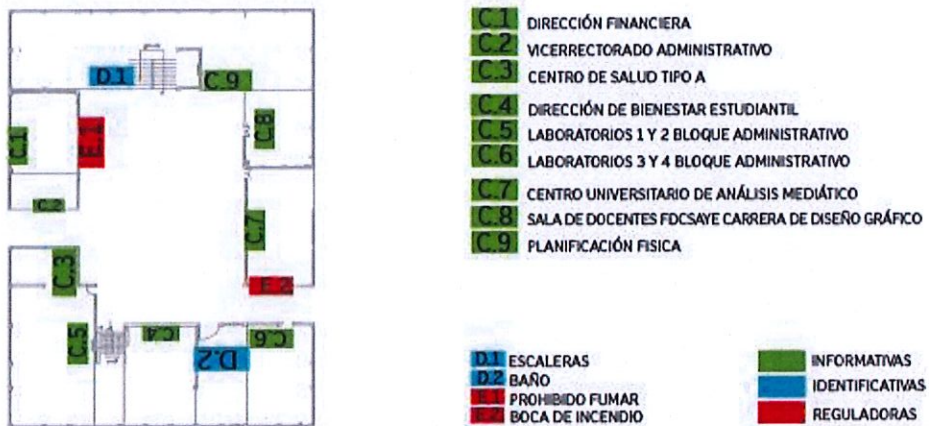 D.1
C.9
C.1
E.1
C.8
C.2
C.7
C.3
E.2
C.5
C.4
D.2
C.6
C.1 DIRECCIÓN FINANCIERA
C.2 VICERRECTORADO ADMINISTRATIVO
C.3 CENTRO DE SALUD TIPO A
C.4 DIRECCIÓN DE BIENESTAR ESTUDIANTIL
C.5 LABORATORIOS 1 Y 2 BLOQUE ADMINISTRATIVO
C.6 LABORATORIOS 3 Y 4 BLOQUE ADMINISTRATIVO
C.7 CENTRO UNIVERSITARIO DE ANÁLISIS MEDIÁTICO
C.8 SALA DE DOCENTES FDCSAYE CARRERA DE DISEÑO GRÁFICO
C.9 PLANIFICACIÓN FISICA
D.1 ESCALERAS
D.2 BAÑO
E.1 PROHIBIDO FUMAR
E.2 BOCA DE INCENDIO
INFORMATIVAS
IDENTIFICATIVAS
REGULADORAS